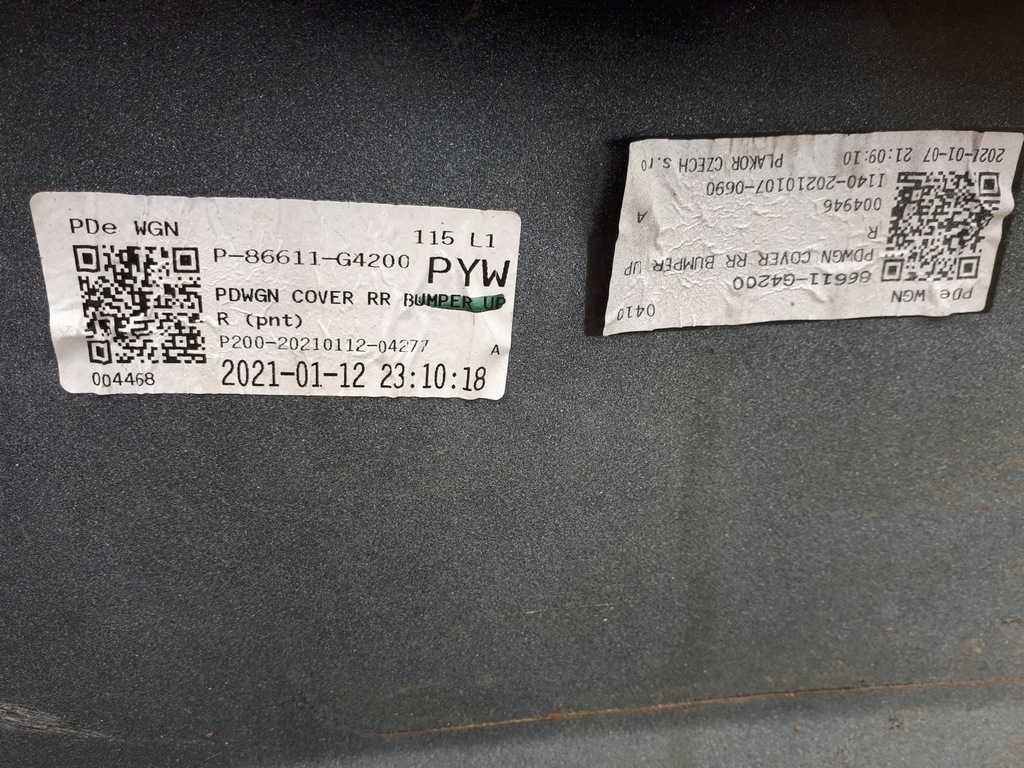 PDe WGN
115 L1
P-86611-G4200
PYW
PDWGN COVER RR BUMPER UP
R (pnt)
P200-20210112-04277
A
004468
2021-01-12 23:10:18
PDe WGN
0410
86611-G4200
PDWGN COVER RR BUMPER UP
R
004946
A
I140-20210107-0690
2021-01-07 21:09:10
PLAKOR CZECH s.ro